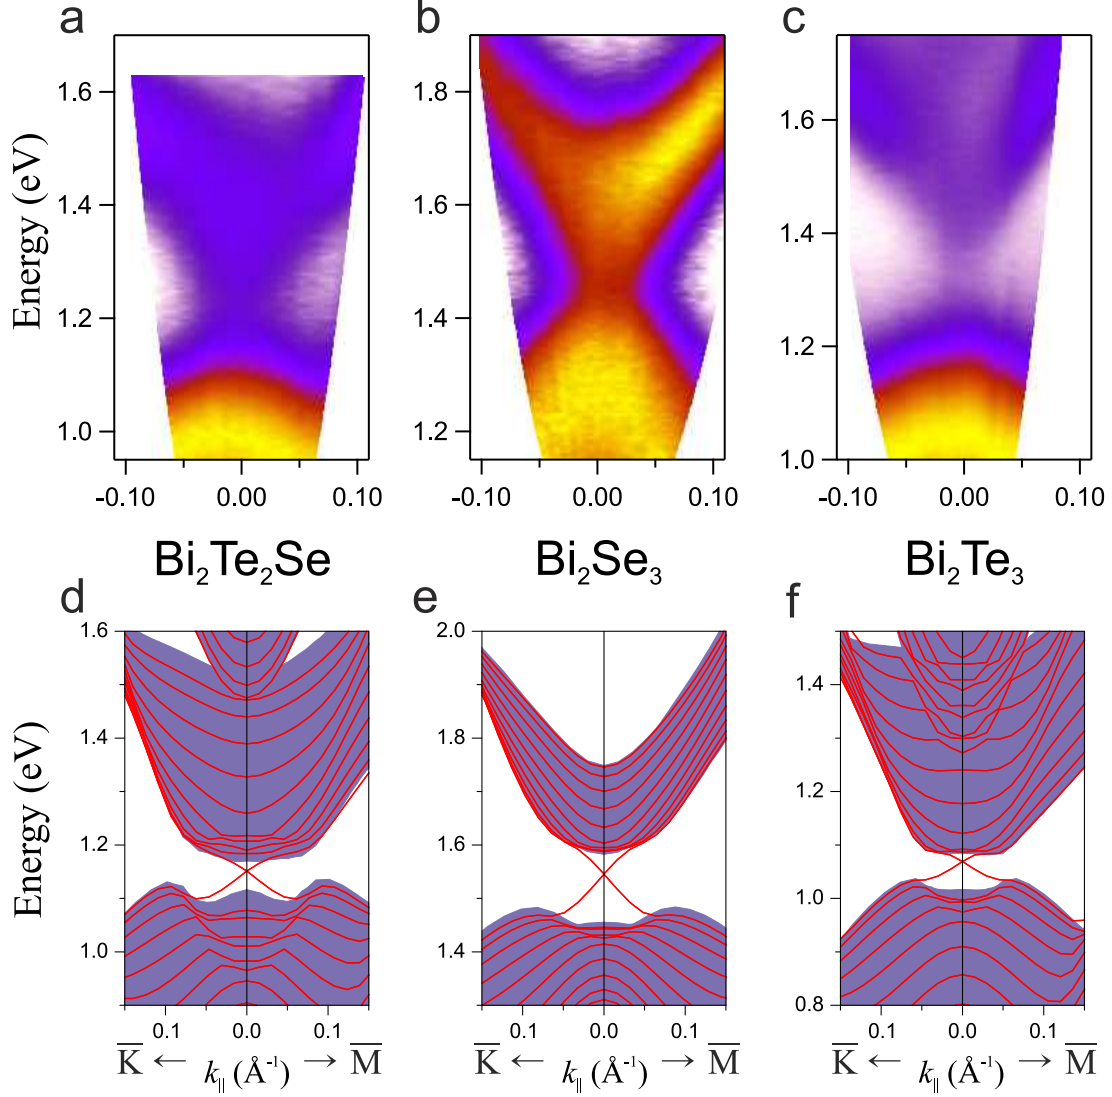 a b c
Energy (eV)
1.6
1.4
1.2
1.0
-0.10 0.00 0.10
1.8
1.6
1.4
1.2
-0.10 0.00 0.10
1.6
1.4
1.2
1.0
-0.10 0.00 0.10
Bi₂Te₂Se Bi₂Se₃ Bi₂Te₃
d e f
Energy (eV)
1.6
1.4
1.2
1.0
0.1 0.0 0.1
2.0
1.8
1.6
1.4
0.1 0.0 0.1
1.4
1.2
1.0
0.8
0.1 0.0 0.1
K̅ ← k∥ (Å⁻¹) → M̅
K̅ ← k∥ (Å⁻¹) → M̅
K̅ ← k∥ (Å⁻¹) → M̅